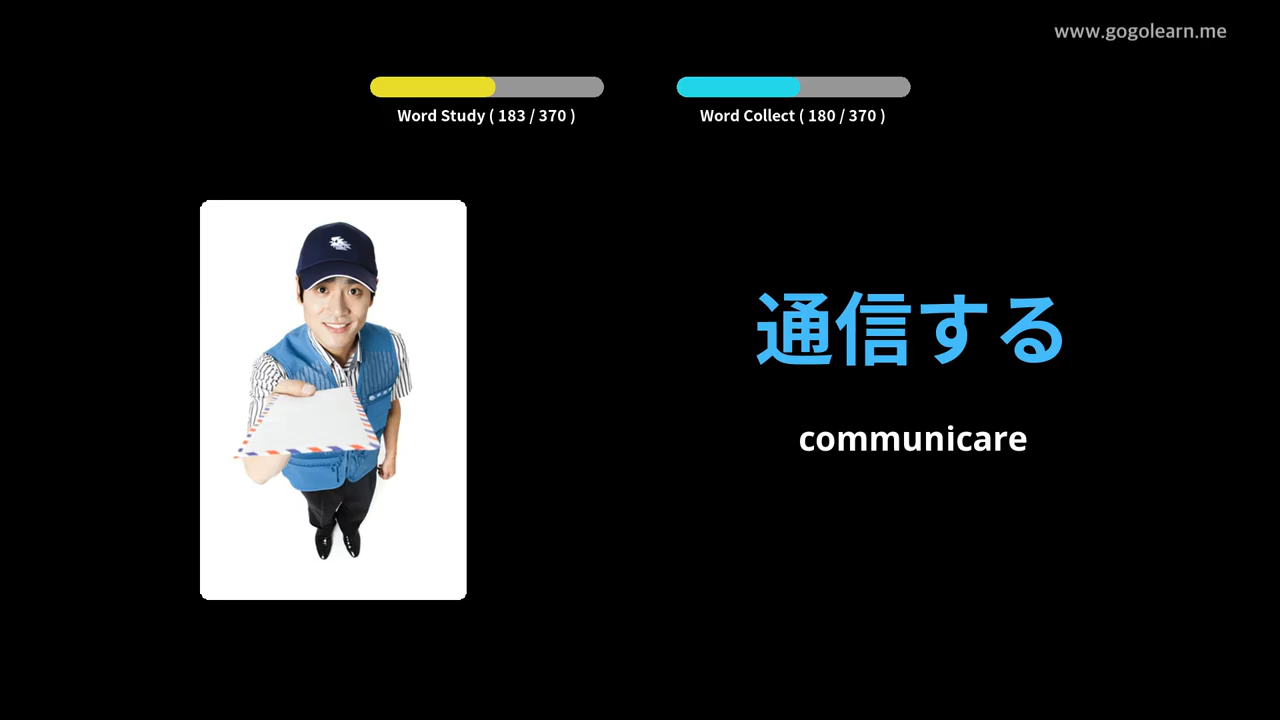 www.gogolearn.me
Word Study ( 183 / 370 )
Word Collect ( 180 / 370 )
通信する
communicare